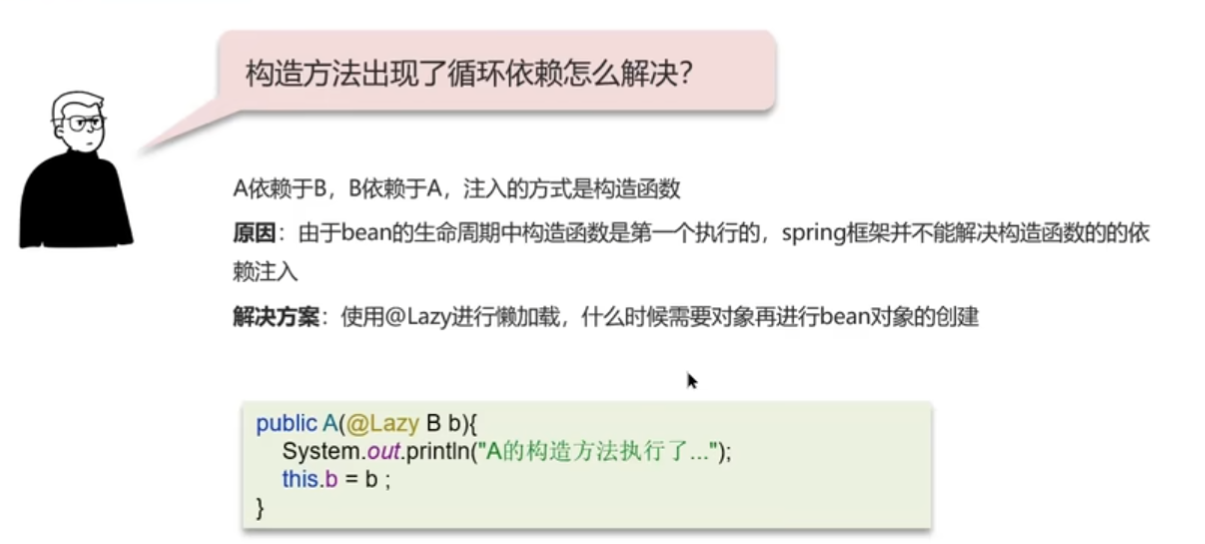 构造方法出现了循环依赖怎么解决？
A依赖于B，B依赖于A，注入的方式是构造函数
原因：由于bean的生命周期中构造函数是第一个执行的，spring框架并不能解决构造函数的的依
赖注入
解决方案：使用@Lazy进行懒加载，什么时候需要对象再进行bean对象的创建
public A(@Lazy B b){
System.out.println("A的构造方法执行了...");
this.b = b ;
}